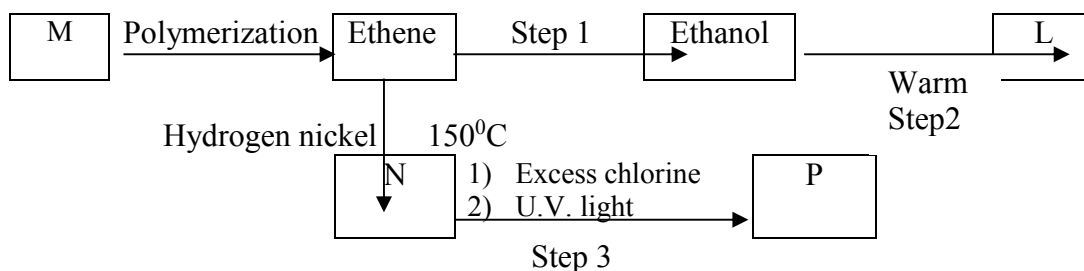 M Polymerization Ethene Step 1 Ethanol L
Warm
Step2
Hydrogen nickel 150⁰C
N 1) Excess chlorine P
2) U.V. light
Step 3